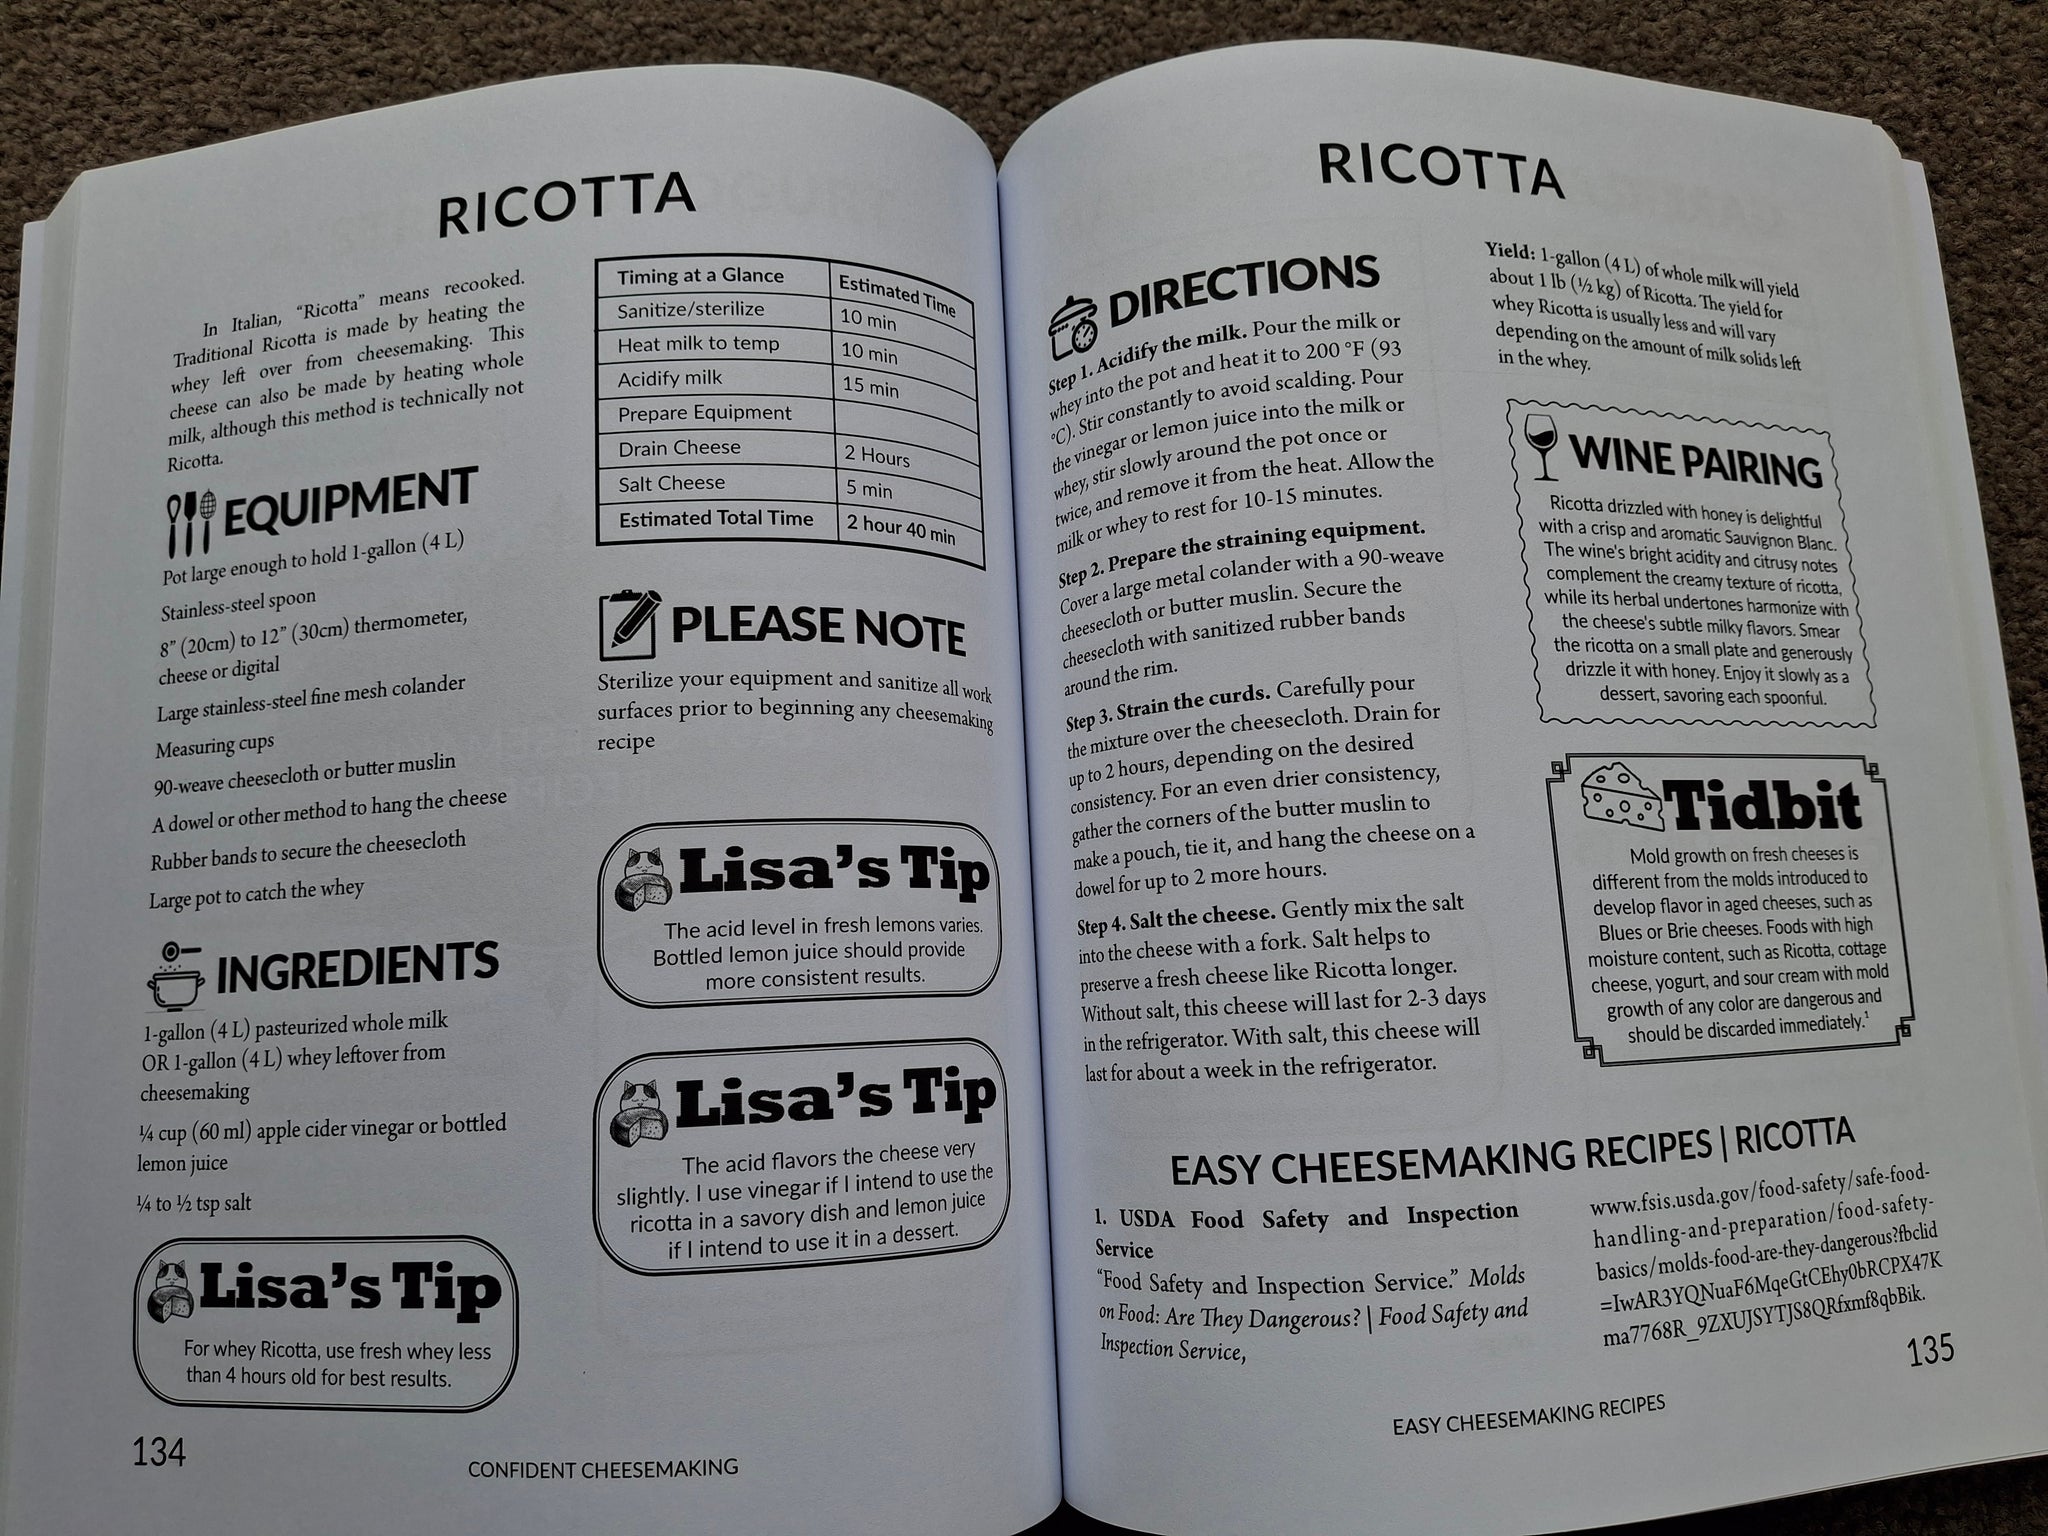 RICOTTA
In Italian, “Ricotta” means recooked.
Traditional Ricotta is made by heating the
whey left over from cheesemaking. This
cheese can also be made by heating whole
milk, although this method is technically not
Ricotta.
EQUIPMENT
Pot large enough to hold 1-gallon (4 L)
Stainless-steel spoon
8” (20cm) to 12” (30cm) thermometer,
cheese or digital
Large stainless-steel fine mesh colander
Measuring cups
90-weave cheesecloth or butter muslin
A dowel or other method to hang the cheese
Rubber bands to secure the cheesecloth
Large pot to catch the whey
INGREDIENTS
1-gallon (4 L) pasteurized whole milk
OR 1-gallon (4 L) whey leftover from
cheesemaking
¼ cup (60 ml) apple cider vinegar or bottled
lemon juice
¼ to ½ tsp salt
Lisa’s Tip
For whey Ricotta, use fresh whey less
than 4 hours old for best results.
Timing at a Glance Estimated Time
Sanitize/sterilize 10 min
Heat milk to temp 10 min
Acidify milk 15 min
Prepare Equipment
Drain Cheese 2 Hours
Salt Cheese 5 min
Estimated Total Time 2 hour 40 min
PLEASE NOTE
Sterilize your equipment and sanitize all work
surfaces prior to beginning any cheesemaking
recipe
Lisa’s Tip
The acid level in fresh lemons varies.
Bottled lemon juice should provide
more consistent results.
Lisa’s Tip
The acid flavors the cheese very
slightly. I use vinegar if I intend to use the
ricotta in a savory dish and lemon juice
if I intend to use it in a dessert.
134
CONFIDENT CHEESEMAKING
RICOTTA
DIRECTIONS
Step 1. Acidify the milk. Pour the milk or
whey into the pot and heat it to 200 °F (93
°C). Stir constantly to avoid scalding. Pour
the vinegar or lemon juice into the milk or
whey, stir slowly around the pot once or
twice, and remove it from the heat. Allow the
milk or whey to rest for 10-15 minutes.
Step 2. Prepare the straining equipment.
Cover a large metal colander with a 90-weave
cheesecloth or butter muslin. Secure the
cheesecloth with sanitized rubber bands
around the rim.
Step 3. Strain the curds. Carefully pour
the mixture over the cheesecloth. Drain for
up to 2 hours, depending on the desired
consistency. For an even drier consistency,
gather the corners of the butter muslin to
make a pouch, tie it, and hang the cheese on a
dowel for up to 2 more hours.
Step 4. Salt the cheese. Gently mix the salt
into the cheese with a fork. Salt helps to
preserve a fresh cheese like Ricotta longer.
Without salt, this cheese will last for 2-3 days
in the refrigerator. With salt, this cheese will
last for about a week in the refrigerator.
Yield: 1-gallon (4 L) of whole milk will yield
about 1 lb (½ kg) of Ricotta. The yield for
whey Ricotta is usually less and will vary
depending on the amount of milk solids left
in the whey.
WINE PAIRING
Ricotta drizzled with honey is delightful
with a crisp and aromatic Sauvignon Blanc.
The wine's bright acidity and citrusy notes
complement the creamy texture of ricotta,
while its herbal undertones harmonize with
the cheese's subtle milky flavors. Smear
the ricotta on a small plate and generously
drizzle it with honey. Enjoy it slowly as a
dessert, savoring each spoonful.
Tidbit
Mold growth on fresh cheeses is
different from the molds introduced to
develop flavor in aged cheeses, such as
Blues or Brie cheeses. Foods with high
moisture content, such as Ricotta, cottage
cheese, yogurt, and sour cream with mold
growth of any color are dangerous and
should be discarded immediately.¹
EASY CHEESEMAKING RECIPES | RICOTTA
1. USDA Food Safety and Inspection
Service
“Food Safety and Inspection Service.” Molds
on Food: Are They Dangerous? | Food Safety and
Inspection Service,
www.fsis.usda.gov/food-safety/safe-food-
handling-and-preparation/food-safety-
basics/molds-food-are-they-dangerous?fbclid
=IwAR3YQNuaF6MqeGtCEhy0bRCPX47K
ma7768R_9ZXUJSYTJS8QRfxmf8qbBik.
135
EASY CHEESEMAKING RECIPES